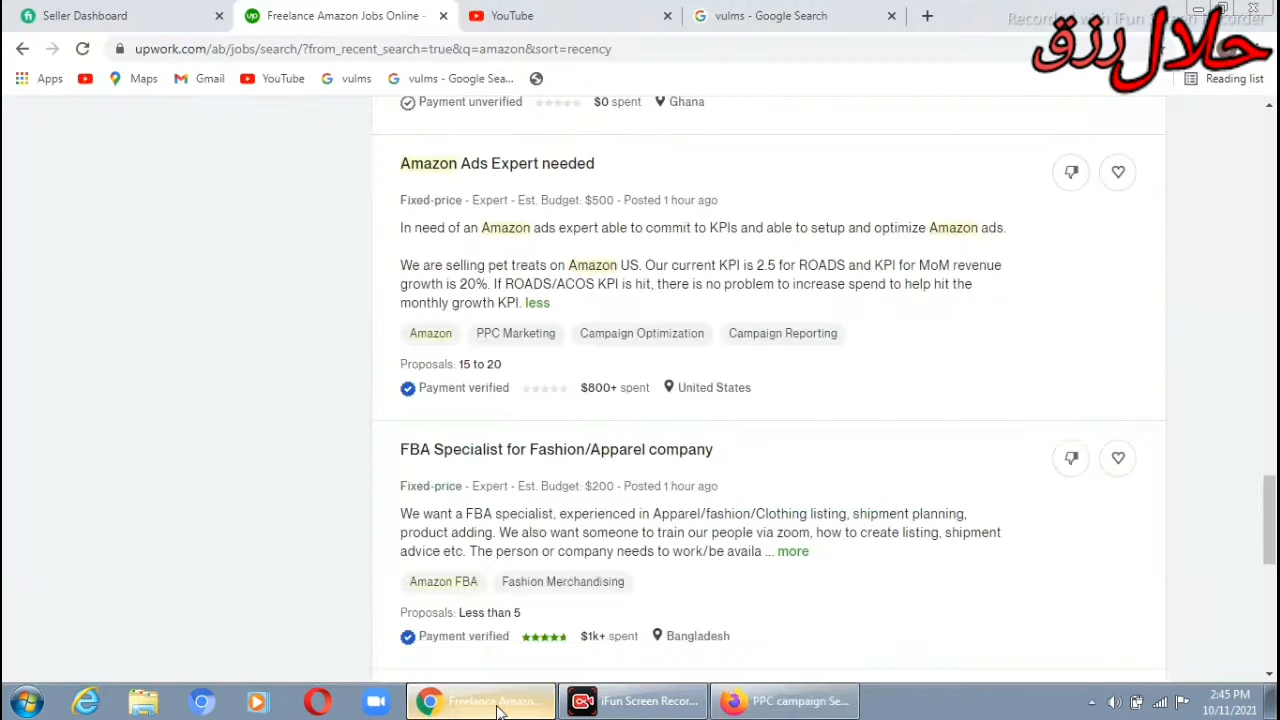 Seller Dashboard
Freelance Amazon Jobs Online -
YouTube
vulms - Google Search
Recorded with iFun Screen Recorder
upwork.com/ab/jobs/search/?from_recent_search=true&q=amazon&sort=recency
حلال رزق
Apps
Maps
Gmail
YouTube
vulms
vulms - Google Sea...
Reading list
Payment unverified $0 spent Ghana
Amazon Ads Expert needed
Fixed-price - Expert - Est. Budget: $500 - Posted 1 hour ago
In need of an Amazon ads expert able to commit to KPIs and able to setup and optimize Amazon ads.
We are selling pet treats on Amazon US. Our current KPI is 2.5 for ROADS and KPI for MoM revenue
growth is 20%. If ROADS/ACOS KPI is hit, there is no problem to increase spend to help hit the
monthly growth KPI. less
Amazon PPC Marketing Campaign Optimization Campaign Reporting
Proposals: 15 to 20
Payment verified $800+ spent United States
FBA Specialist for Fashion/Apparel company
Fixed-price - Expert - Est. Budget: $200 - Posted 1 hour ago
We want a FBA specialist, experienced in Apparel/fashion/Clothing listing, shipment planning,
product adding. We also want someone to train our people via zoom, how to create listing, shipment
advice etc. The person or company needs to work/be availa ... more
Amazon FBA Fashion Merchandising
Proposals: Less than 5
Payment verified $1k+ spent Bangladesh
Freelance Amazo...
iFun Screen Recor...
PPC campaign Se...
2:45 PM
10/11/2021